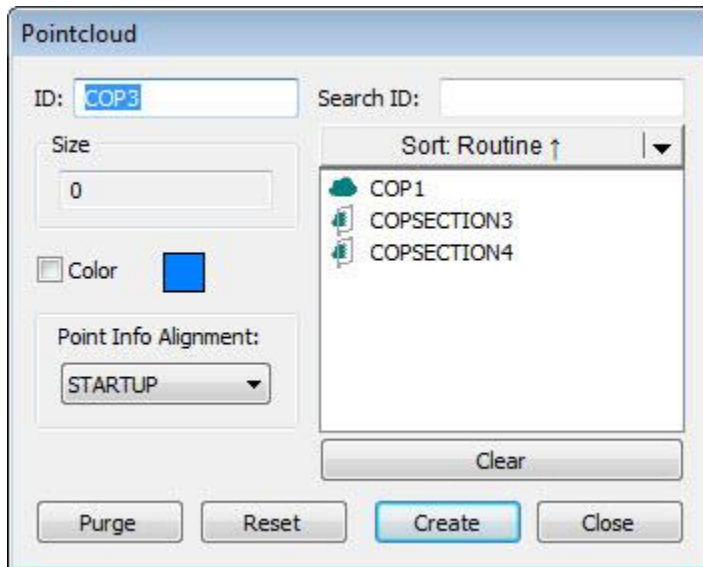 Pointcloud
ID: COP3 Search ID:
Size
0
Sort: Routine ↑
COP1
COPSECTION3
COPSECTION4
Color
Point Info Alignment:
STARTUP
Clear
Purge Reset Create Close